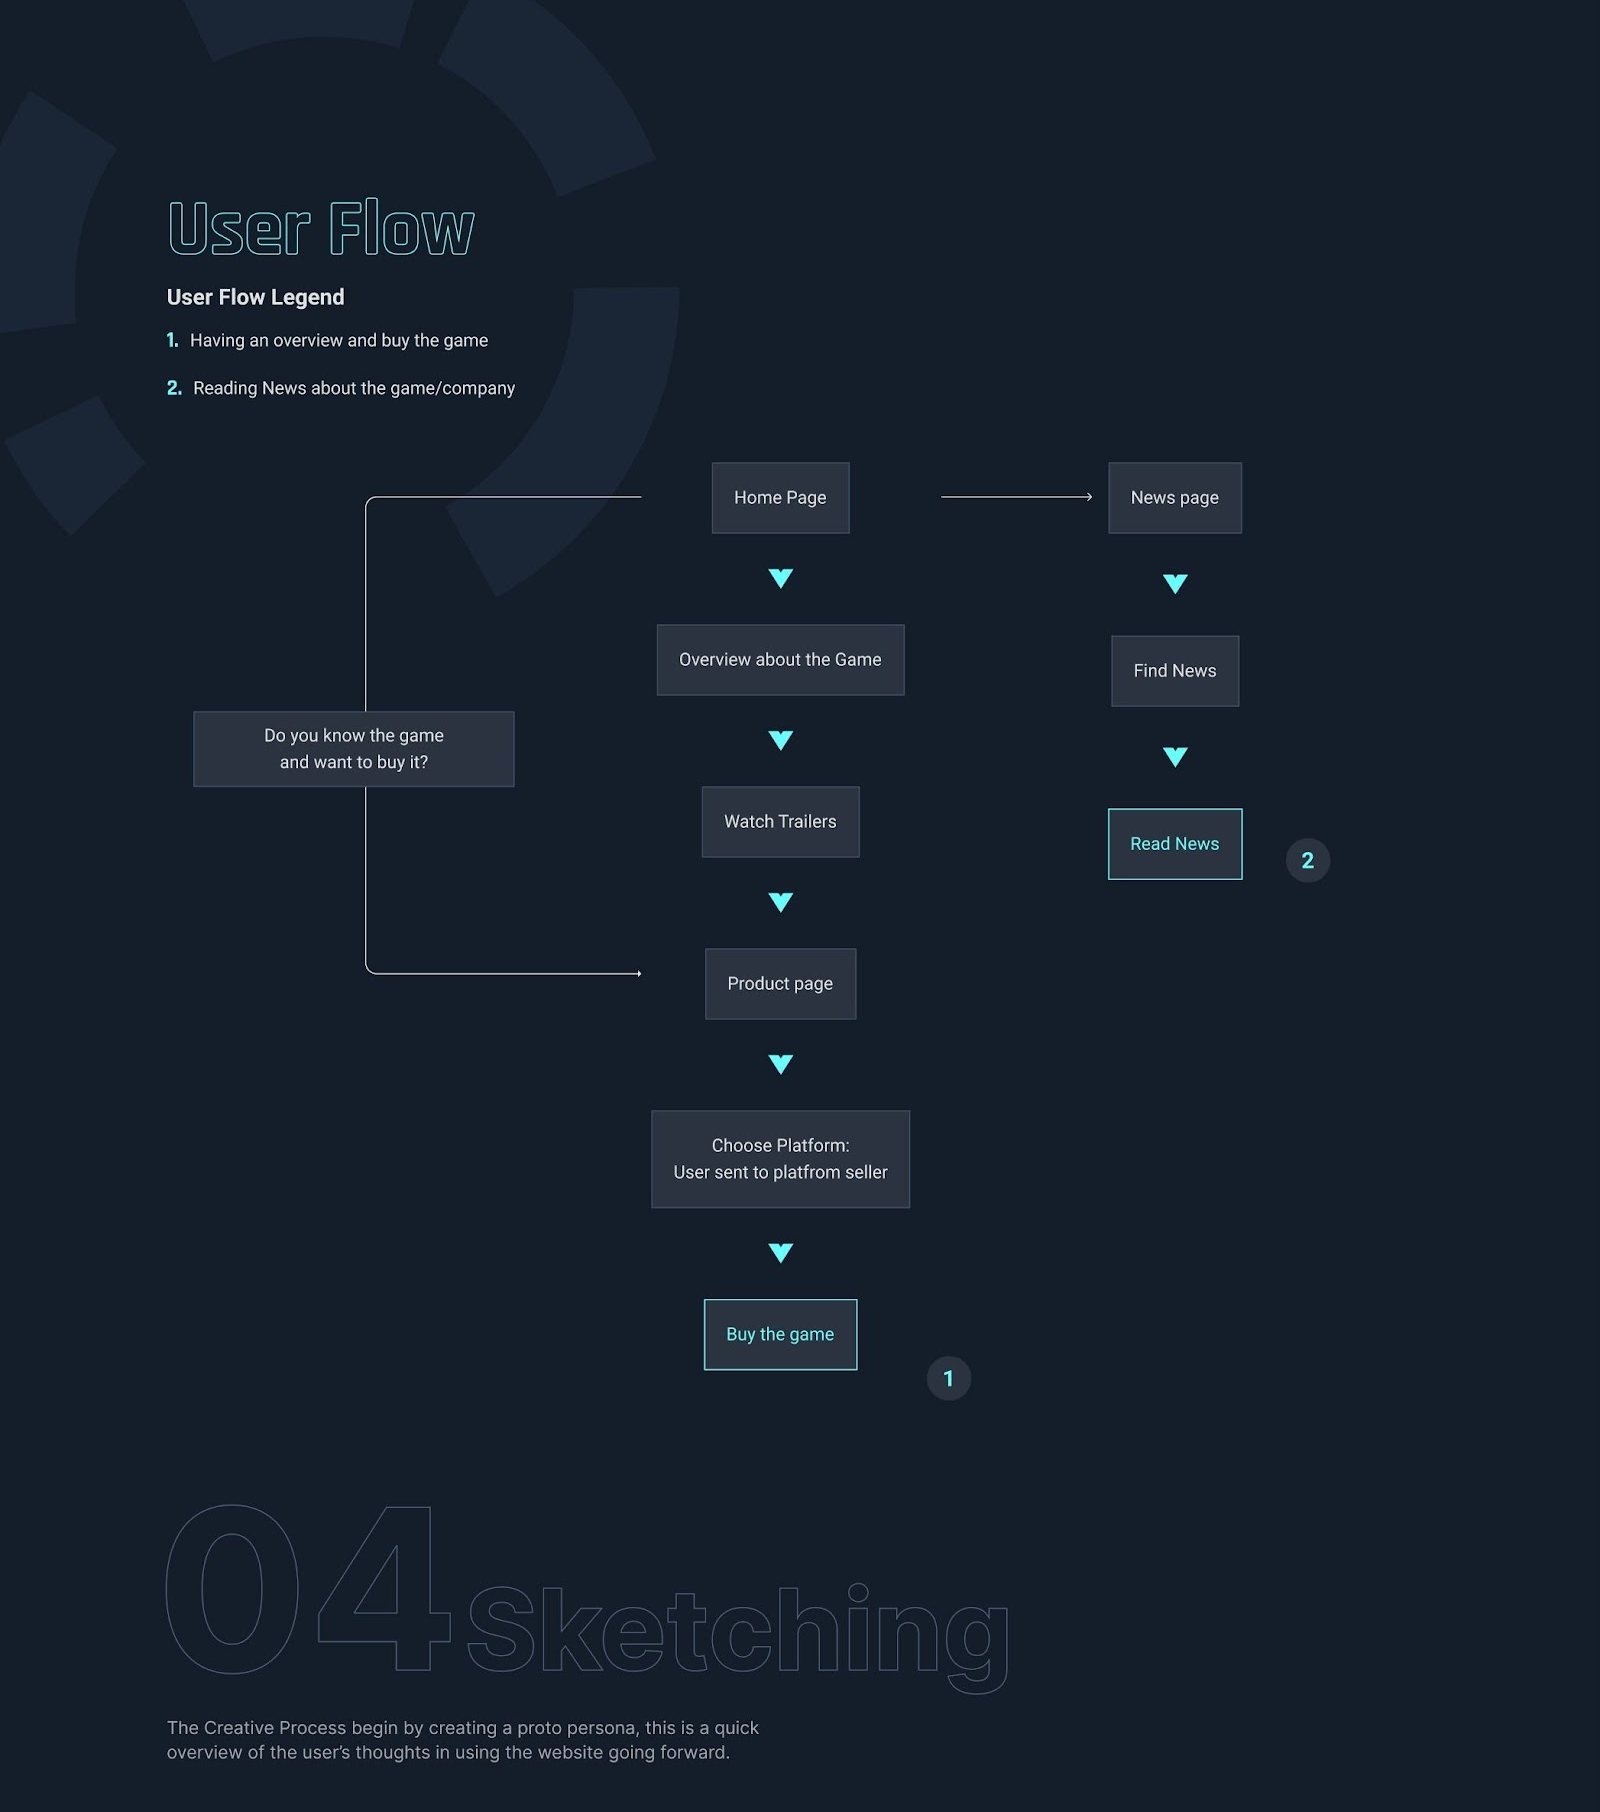 User Flow
User Flow Legend
1. Having an overview and buy the game
2. Reading News about the game/company
Home Page
News page
Overview about the Game
Find News
Do you know the game
and want to buy it?
Watch Trailers
Read News
2
Product page
Choose Platform:
User sent to platfrom seller
Buy the game
1
04 Sketching
The Creative Process begin by creating a proto persona, this is a quick
overview of the user's thoughts in using the website going forward.